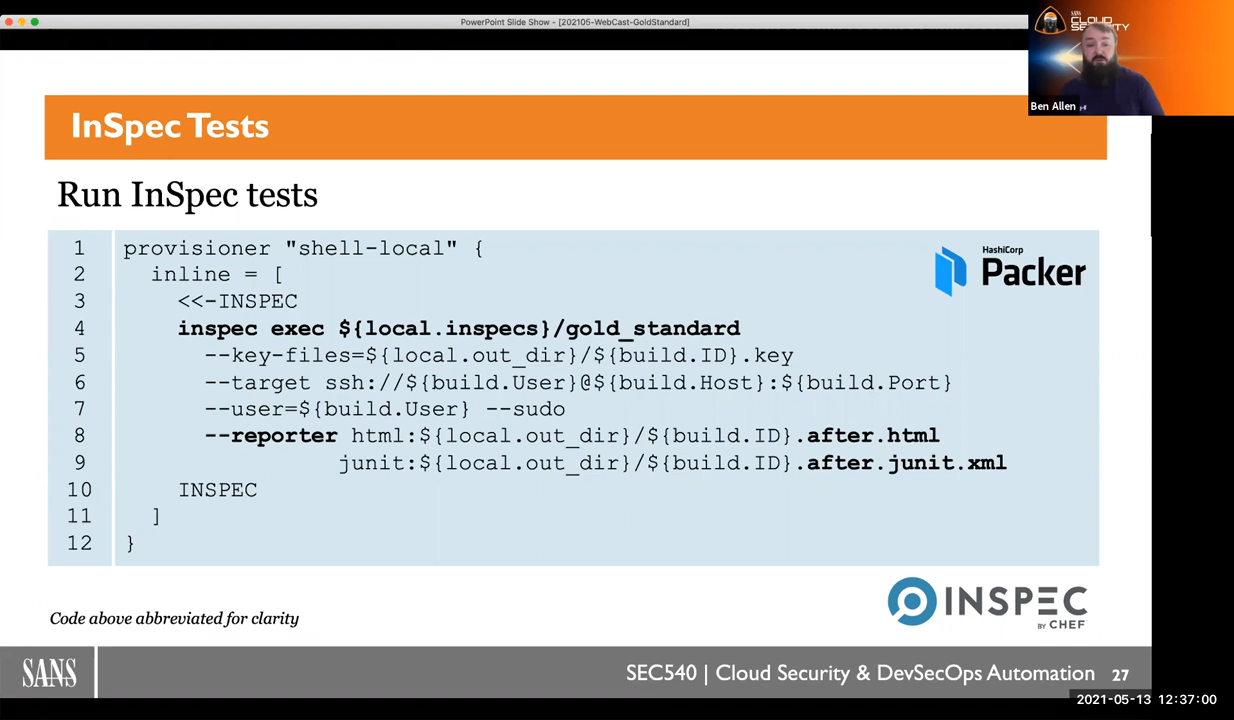 PowerPoint Slide Show - [202105-WebCast-GoldStandard]
SANS
CLOUD
SECURITY
Ben Allen
InSpec Tests
Run InSpec tests
1 provisioner "shell-local" {
2 inline = [
3 <<-INSPEC
4 inspec exec ${local.inspecs}/gold_standard
5 --key-files=${local.out_dir}/${build.ID}.key
6 --target ssh://${build.User}@${build.Host}:${build.Port}
7 --user=${build.User} --sudo
8 --reporter html:${local.out_dir}/${build.ID}.after.html
9 junit:${local.out_dir}/${build.ID}.after.junit.xml
10 INSPEC
11 ]
12 }
HashiCorp
Packer
INSPEC
BY CHEF
Code above abbreviated for clarity
SANS
SEC540 | Cloud Security & DevSecOps Automation 27
2021-05-13 12:37:00